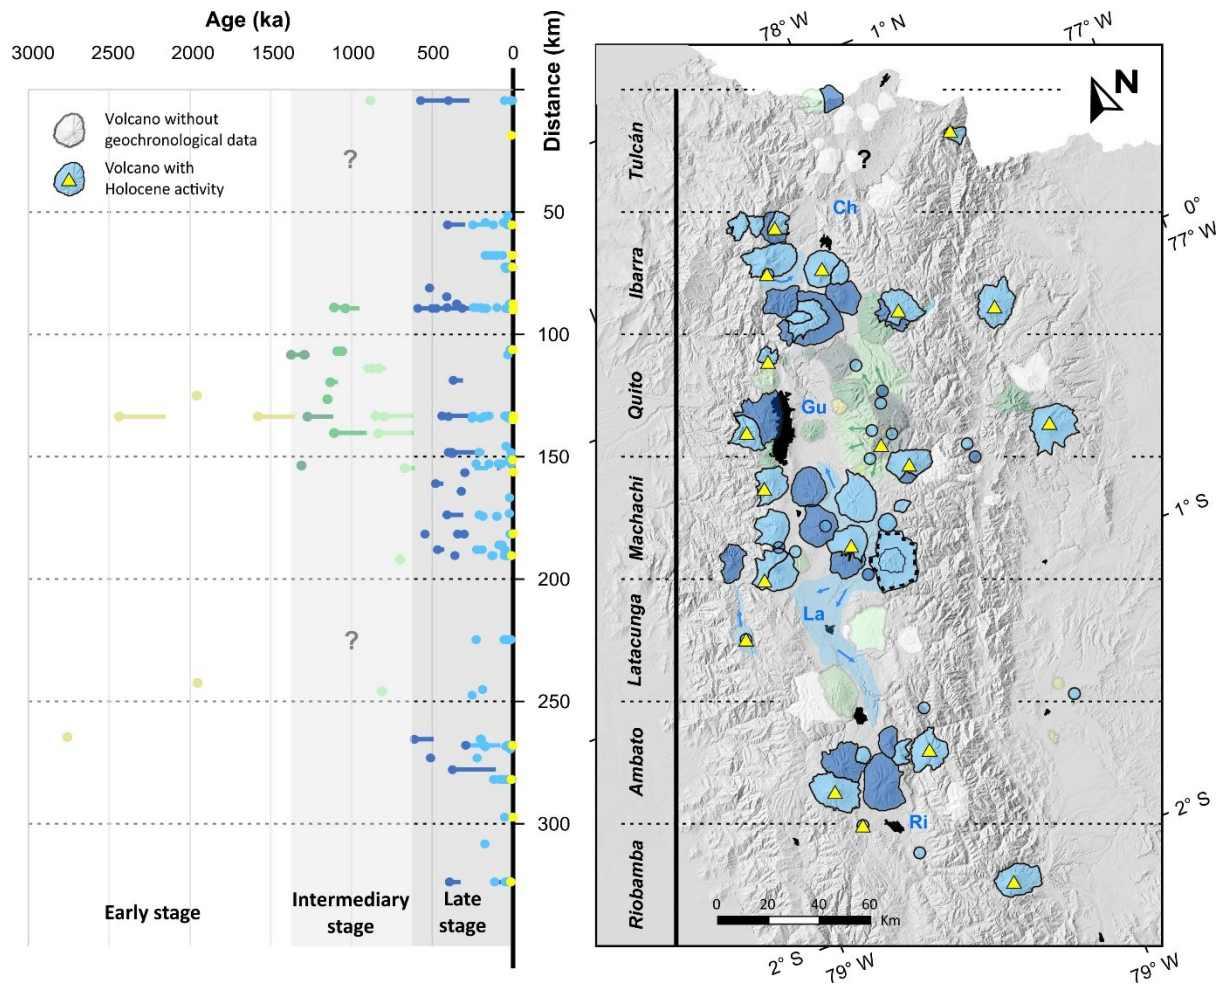 Age (ka)
3000
2000
1500
1000
500
0
Distance (km)
Volcano without
geochronological data
Volcano with
Holocene activity
?
50
100
150
200
?
250
300
Early stage
Intermediary
stage
Late
stage
78° W
1° N
77° W
N
Tulcán
?
Ch
0°
77° W
Ibarra
Quito
Gu
Machachi
1° S
Latacunga
La
Ambato
2° S
Ri
Riobamba
0
20
40
60
Km
2° S
79° W
79° W